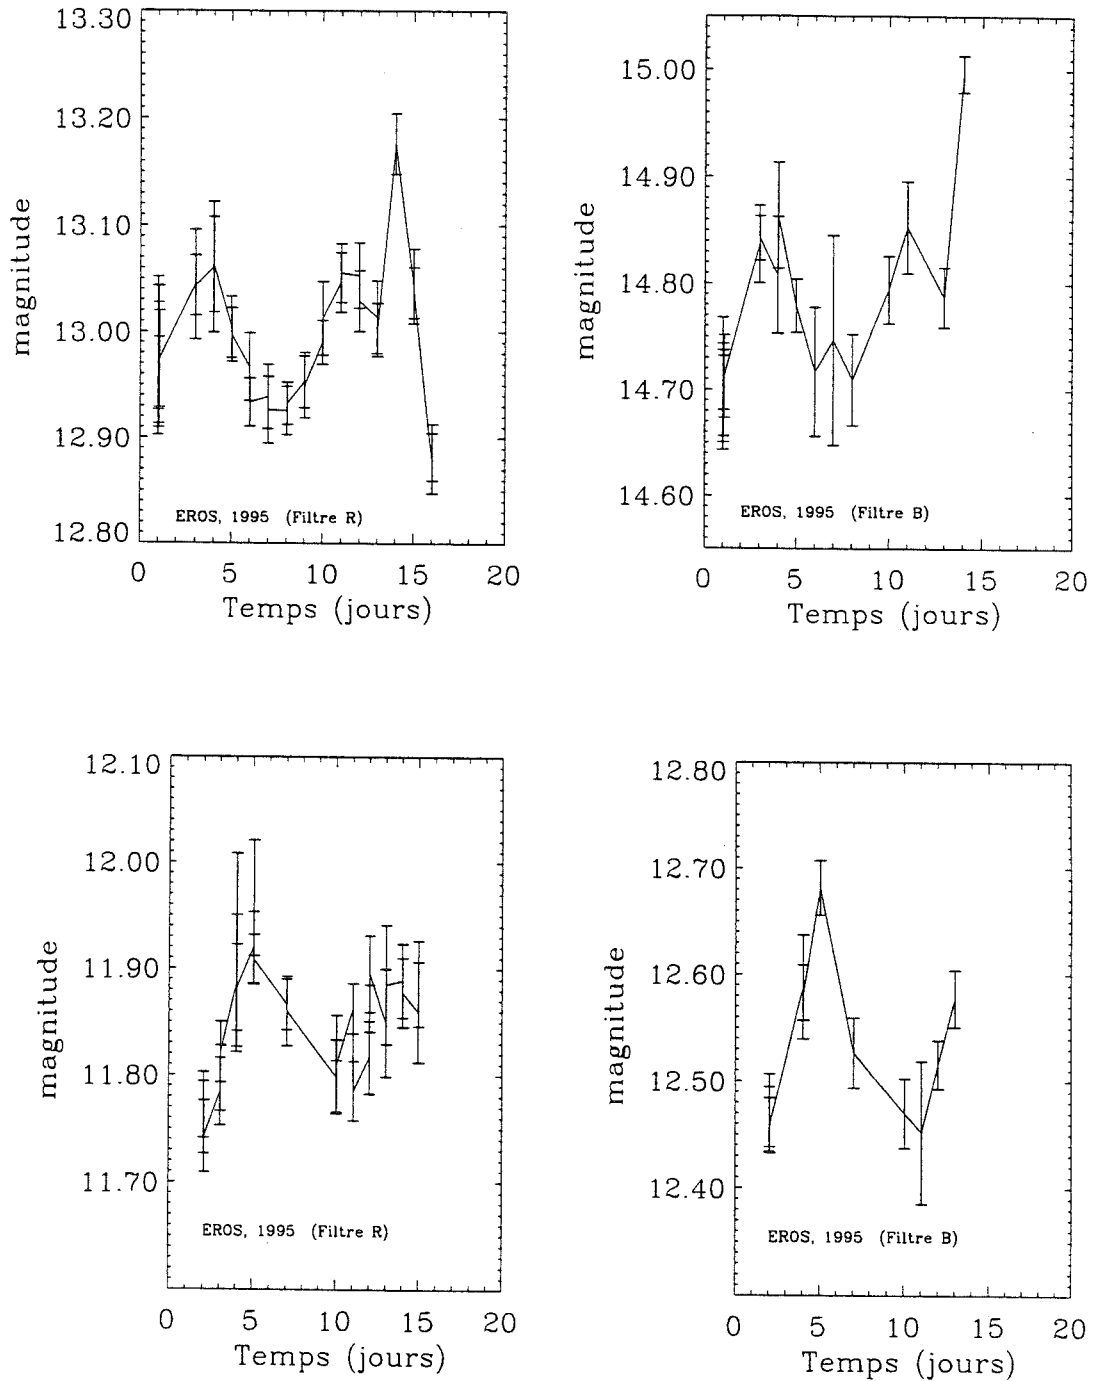 13.30
13.20
13.10
13.00
12.90
12.80
magnitude
EROS, 1995 (Filtre R)
0 5 10 15 20
Temps (jours)
15.00
14.90
14.80
14.70
14.60
magnitude
EROS, 1995 (Filtre B)
0 5 10 15 20
Temps (jours)
12.10
12.00
11.90
11.80
11.70
magnitude
EROS, 1995 (Filtre R)
0 5 10 15 20
Temps (jours)
12.80
12.70
12.60
12.50
12.40
magnitude
EROS, 1995 (Filtre B)
0 5 10 15 20
Temps (jours)